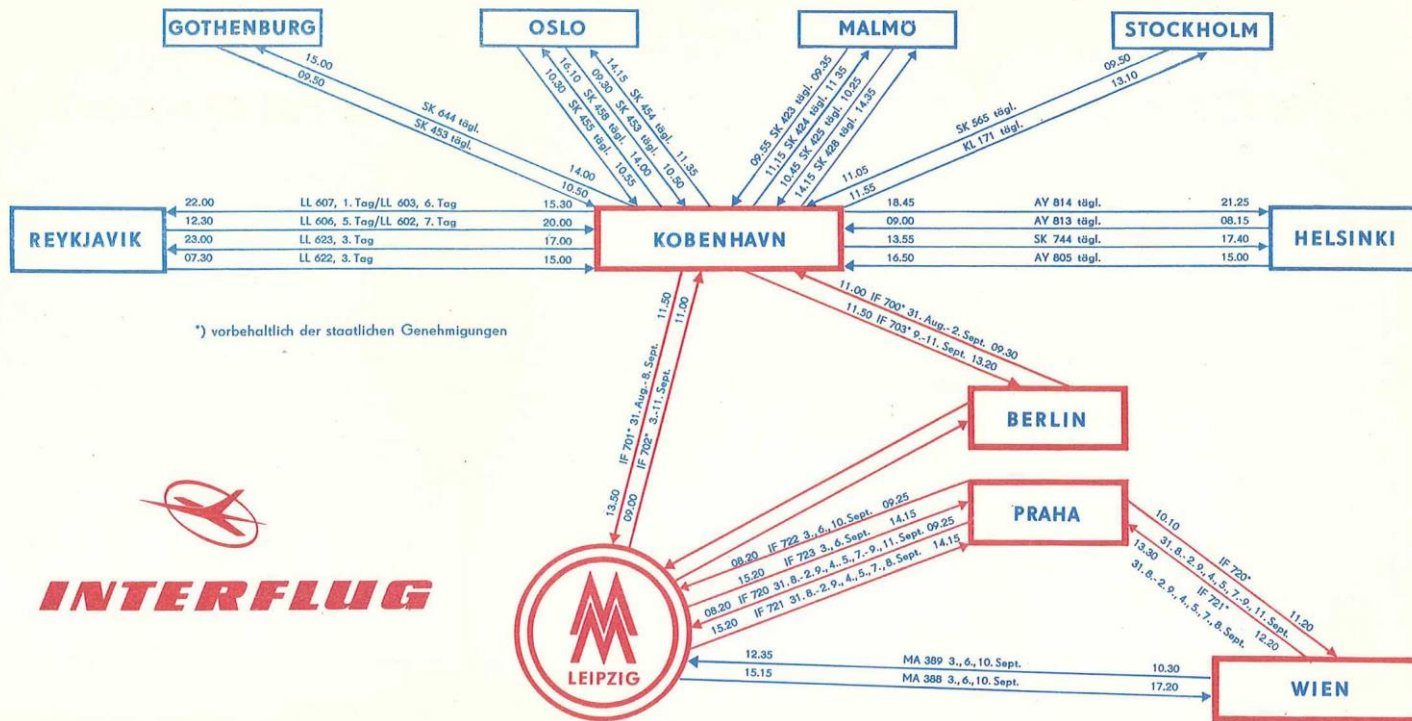 GOTHENBURG
OSLO
MALMÖ
STOCKHOLM
15.00 SK 644 tägl. 14.00
09.50 SK 453 tägl. 10.50
14.15 SK 454 tägl. 11.35
09.30 SK 453 tägl. 10.50
16.10 SK 458 tägl. 14.00
10.30 SK 455 tägl. 10.55
09.55 SK 423 tägl. 09.35
11.15 SK 424 tägl. 11 35
10.45 SK 425 tägl. 10.25
14.15 SK 428 tägl. 14.35
11.05 SK 565 tägl. 09.50
11.55 KL 171 tägl. 13.10
REYKJAVIK
22.00 LL 607, 1. Tag/LL 603, 6. Tag 15.30
12.30 LL 606, 5. Tag/LL 602, 7. Tag 20.00
23.00 LL 623, 3. Tag 17.00
07.30 LL 622, 3. Tag 15.00
KOBENHAVN
18.45 AY 814 tägl. 21.25
09.00 AY 813 tägl. 08.15
13.55 SK 744 tägl. 17.40
16.50 AY 805 tägl. 15.00
HELSINKI
*) vorbehaltlich der staatlichen Genehmigungen
13.50 IF 701* 31. Aug.-8. Sept. 11.50
09.00 IF 702* 3.-11. Sept. 11.00
11.00 IF 700* 31. Aug.-2. Sept. 09.30
11.50 IF 703* 9.-11. Sept. 13.20
BERLIN
PRAHA
08.20 IF 722 3., 6., 10. Sept. 09.25
15.20 IF 723 3., 6. Sept. 14.15
08.20 IF 720 31. 8.-2. 9., 4., 5., 7.-9., 11. Sept. 09.25
15.20 IF 721 31. 8.-2. 9., 4., 5., 7., 8. Sept. 14.15
10.10 IF 720* 31. 8.-2. 9., 4., 5., 7.-9., 11. Sept. 11.20
13.30 IF 721* 31. 8.-2. 9., 4., 5., 7., 8. Sept. 12.20
INTERFLUG
MM
LEIPZIG
12.35 MA 389 3., 6., 10. Sept. 10.30
15.15 MA 388 3., 6., 10. Sept. 17.20
WIEN